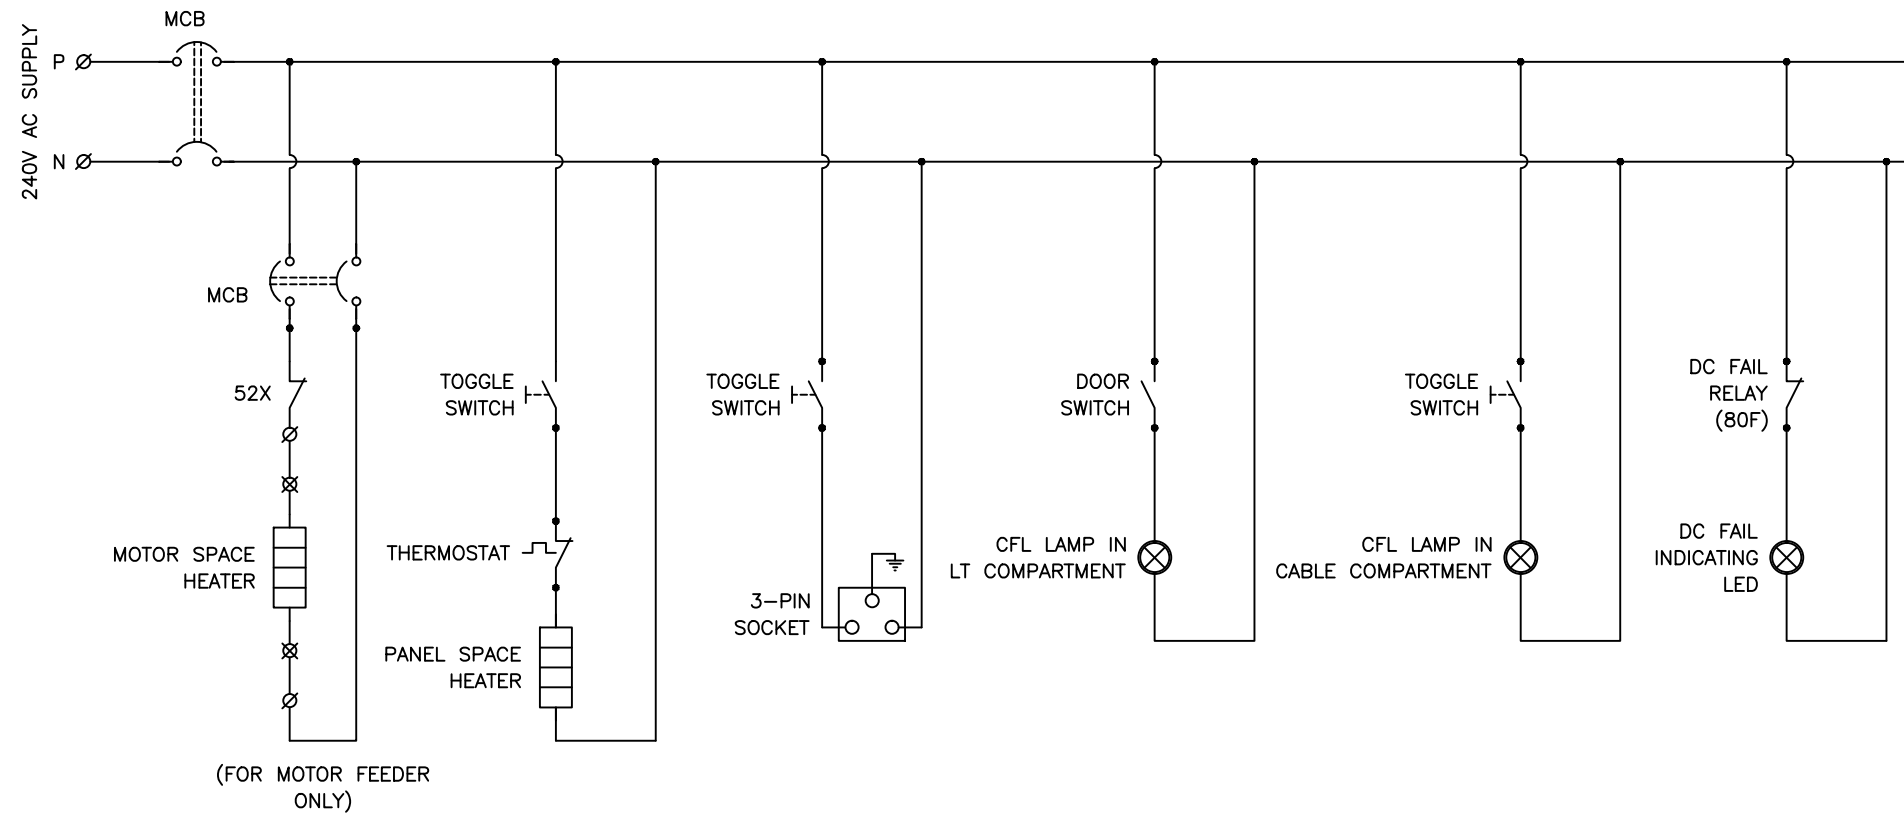 MCB
240V AC SUPPLY
P
N
MCB
52X
MOTOR SPACE
HEATER
(FOR MOTOR FEEDER
ONLY)
TOGGLE
SWITCH
THERMOSTAT
PANEL SPACE
HEATER
TOGGLE
SWITCH
3-PIN
SOCKET
DOOR
SWITCH
CFL LAMP IN
LT COMPARTMENT
TOGGLE
SWITCH
CFL LAMP IN
CABLE COMPARTMENT
DC FAIL
RELAY
(80F)
DC FAIL
INDICATING
LED